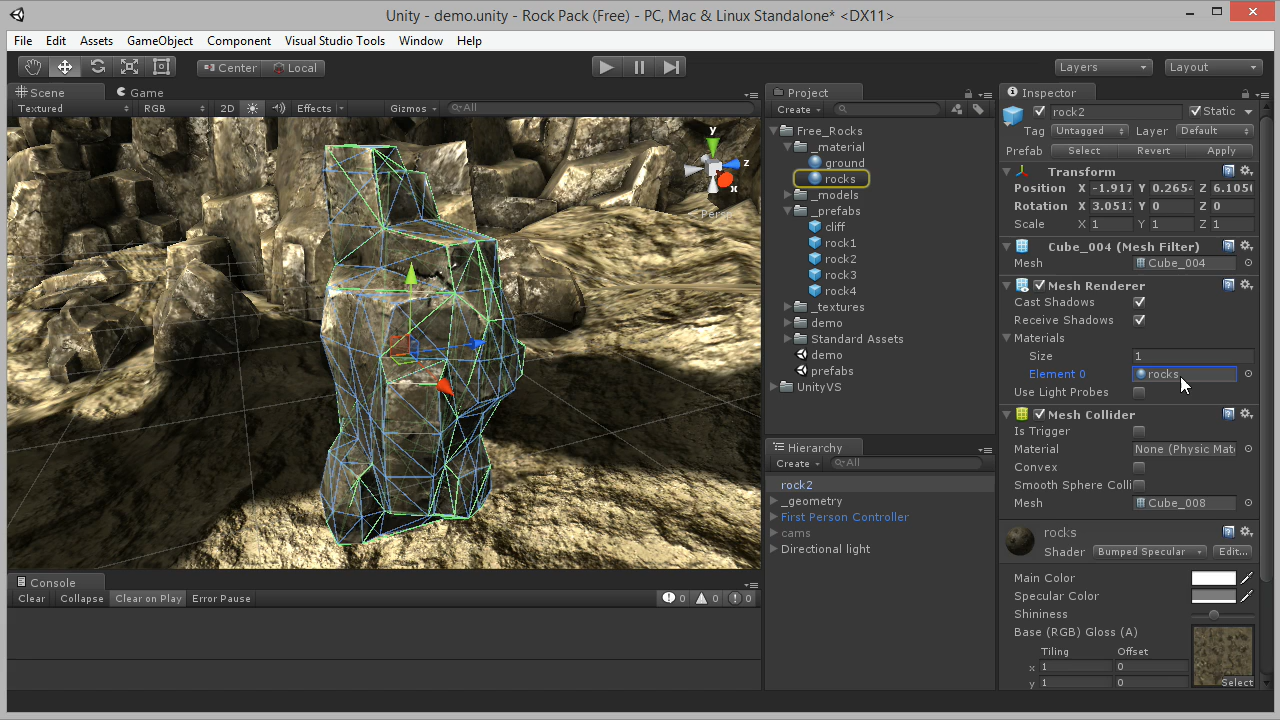 Unity - demo.unity - Rock Pack (Free) - PC, Mac & Linux Standalone* <DX11>
File Edit Assets GameObject Component Visual Studio Tools Window Help
Center Local Layers Layout
Scene Game
Textured RGB 2D Effects Gizmos All
y
z
x
Persp
Project
Create
Free_Rocks
_material
ground
rocks
_models
_prefabs
cliff
rock1
rock2
rock3
rock4
_textures
demo
Standard Assets
demo
prefabs
UnityVS
Hierarchy
Create All
rock2
_geometry
First Person Controller
cams
Directional light
Console
Clear Collapse Clear on Play Error Pause 0 0 0
Inspector
rock2 Static
Tag Untagged Layer Default
Prefab Select Revert Apply
Transform
Position X -1.917 Y 0.2654 Z 6.1056
Rotation X 3.0517 Y 0 Z 0
Scale X 1 Y 1 Z 1
Cube_004 (Mesh Filter)
Mesh Cube_004
Mesh Renderer
Cast Shadows
Receive Shadows
Materials
Size 1
Element 0 rocks
Use Light Probes
Mesh Collider
Is Trigger
Material None (Physic Mat
Convex
Smooth Sphere Colli
Mesh Cube_008
rocks
Shader Bumped Specular Edit...
Main Color
Specular Color
Shininess
Base (RGB) Gloss (A)
Tiling Offset
x 1 0
y 1 0
Select